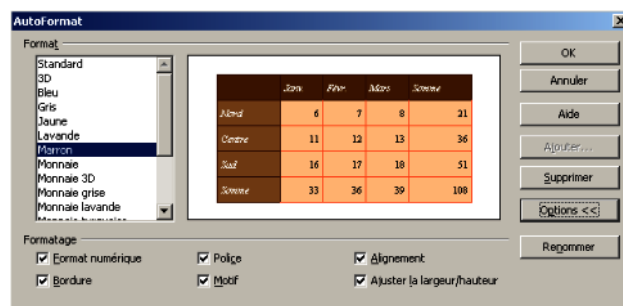 AutoFormat
Format
Standard
3D
Bleu
Gris
Jaune
Lavande
Marron
Monnaie
Monnaie 3D
Monnaie grise
Monnaie lavande
Monnaie turquoise
Janv. Févr. Mars Somme
Nord 6 7 8 21
Centre 11 12 13 36
Sud 16 17 18 51
Somme 33 36 39 108
OK
Annuler
Aide
Ajouter...
Supprimer
Options <<
Renommer
Formatage
Format numérique
Police
Alignement
Bordure
Motif
Ajuster la largeur/hauteur